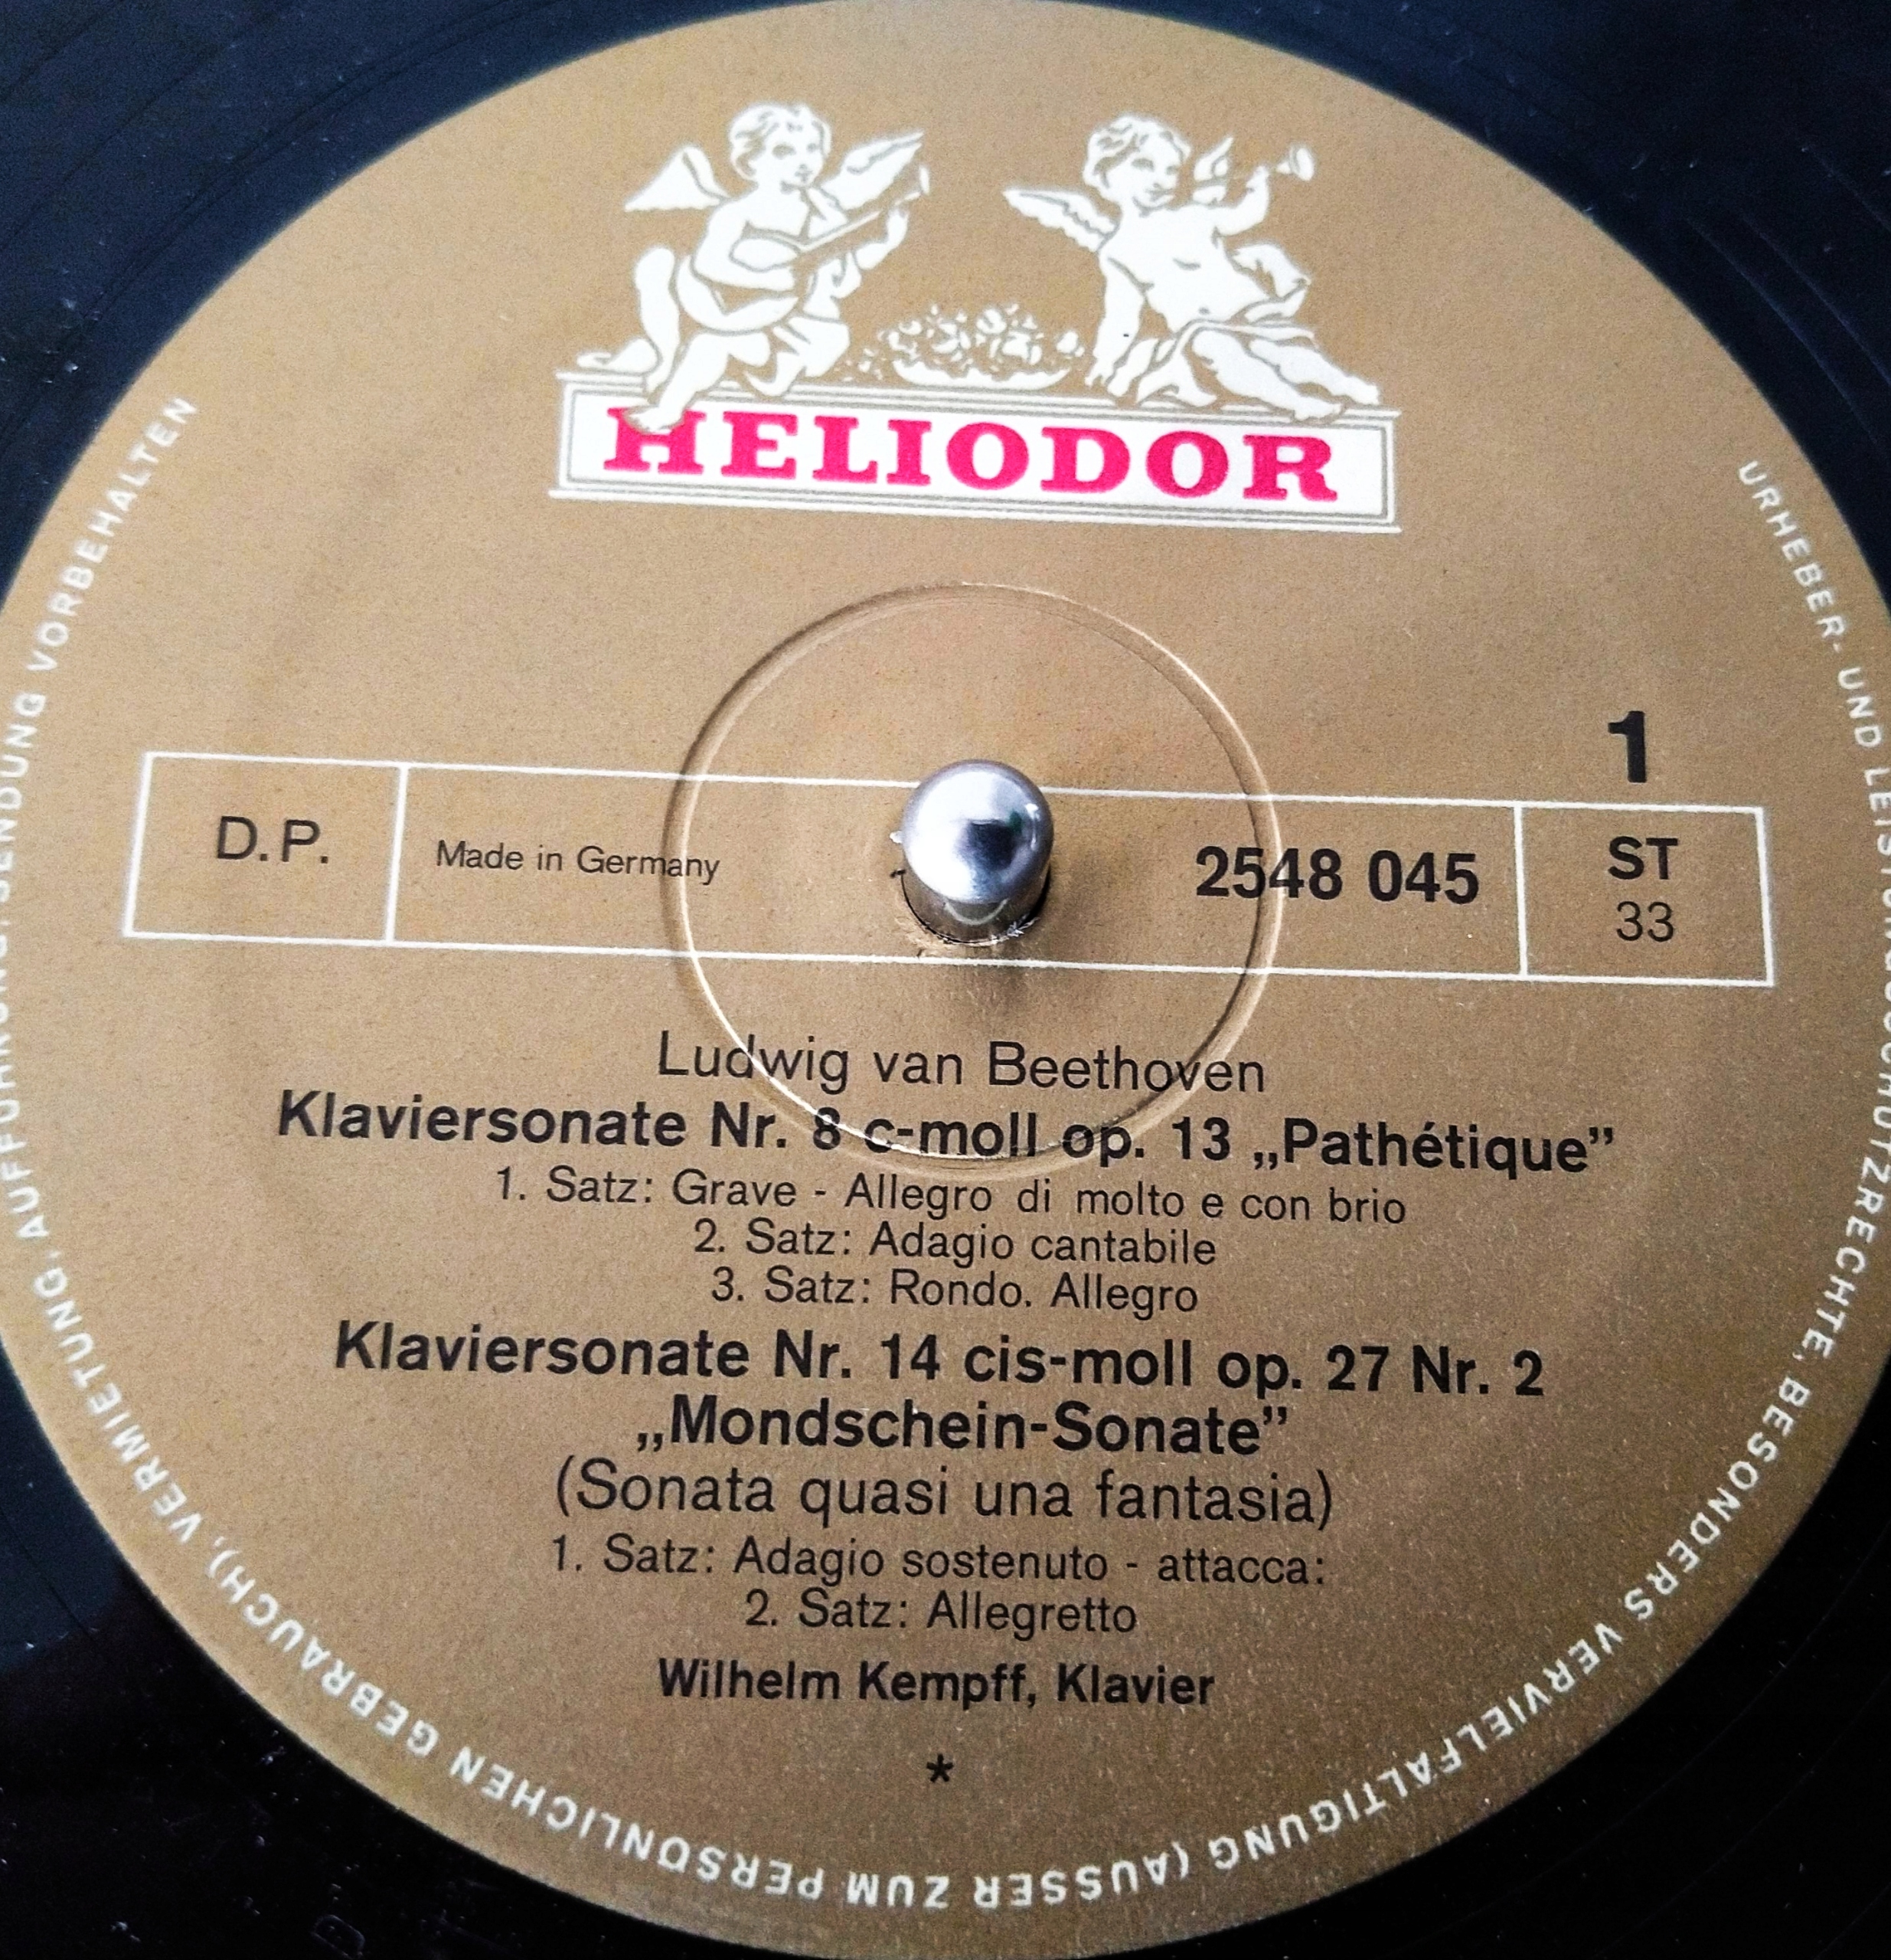 HELIODOR
1
D.P.
Made in Germany
2548 045
ST
33
Ludwig van Beethoven
Klaviersonate Nr. 8 c-moll op. 13 „Pathétique”
1. Satz: Grave - Allegro di molto e con brio
2. Satz: Adagio cantabile
3. Satz: Rondo. Allegro
Klaviersonate Nr. 14 cis-moll op. 27 Nr. 2
„Mondschein-Sonate”
(Sonata quasi una fantasia)
1. Satz: Adagio sostenuto - attacca:
2. Satz: Allegretto
Wilhelm Kempff, Klavier
*
URHEBER- UND LEISTUNGSSCHUTZRECHTE, BESONDERS VERVIELFÄLTIGUNG (AUSSER ZUM PERSÖNLICHEN GEBRAUCH), VERMIETUNG, AUFFÜHRUNG, SENDUNG VORBEHALTEN